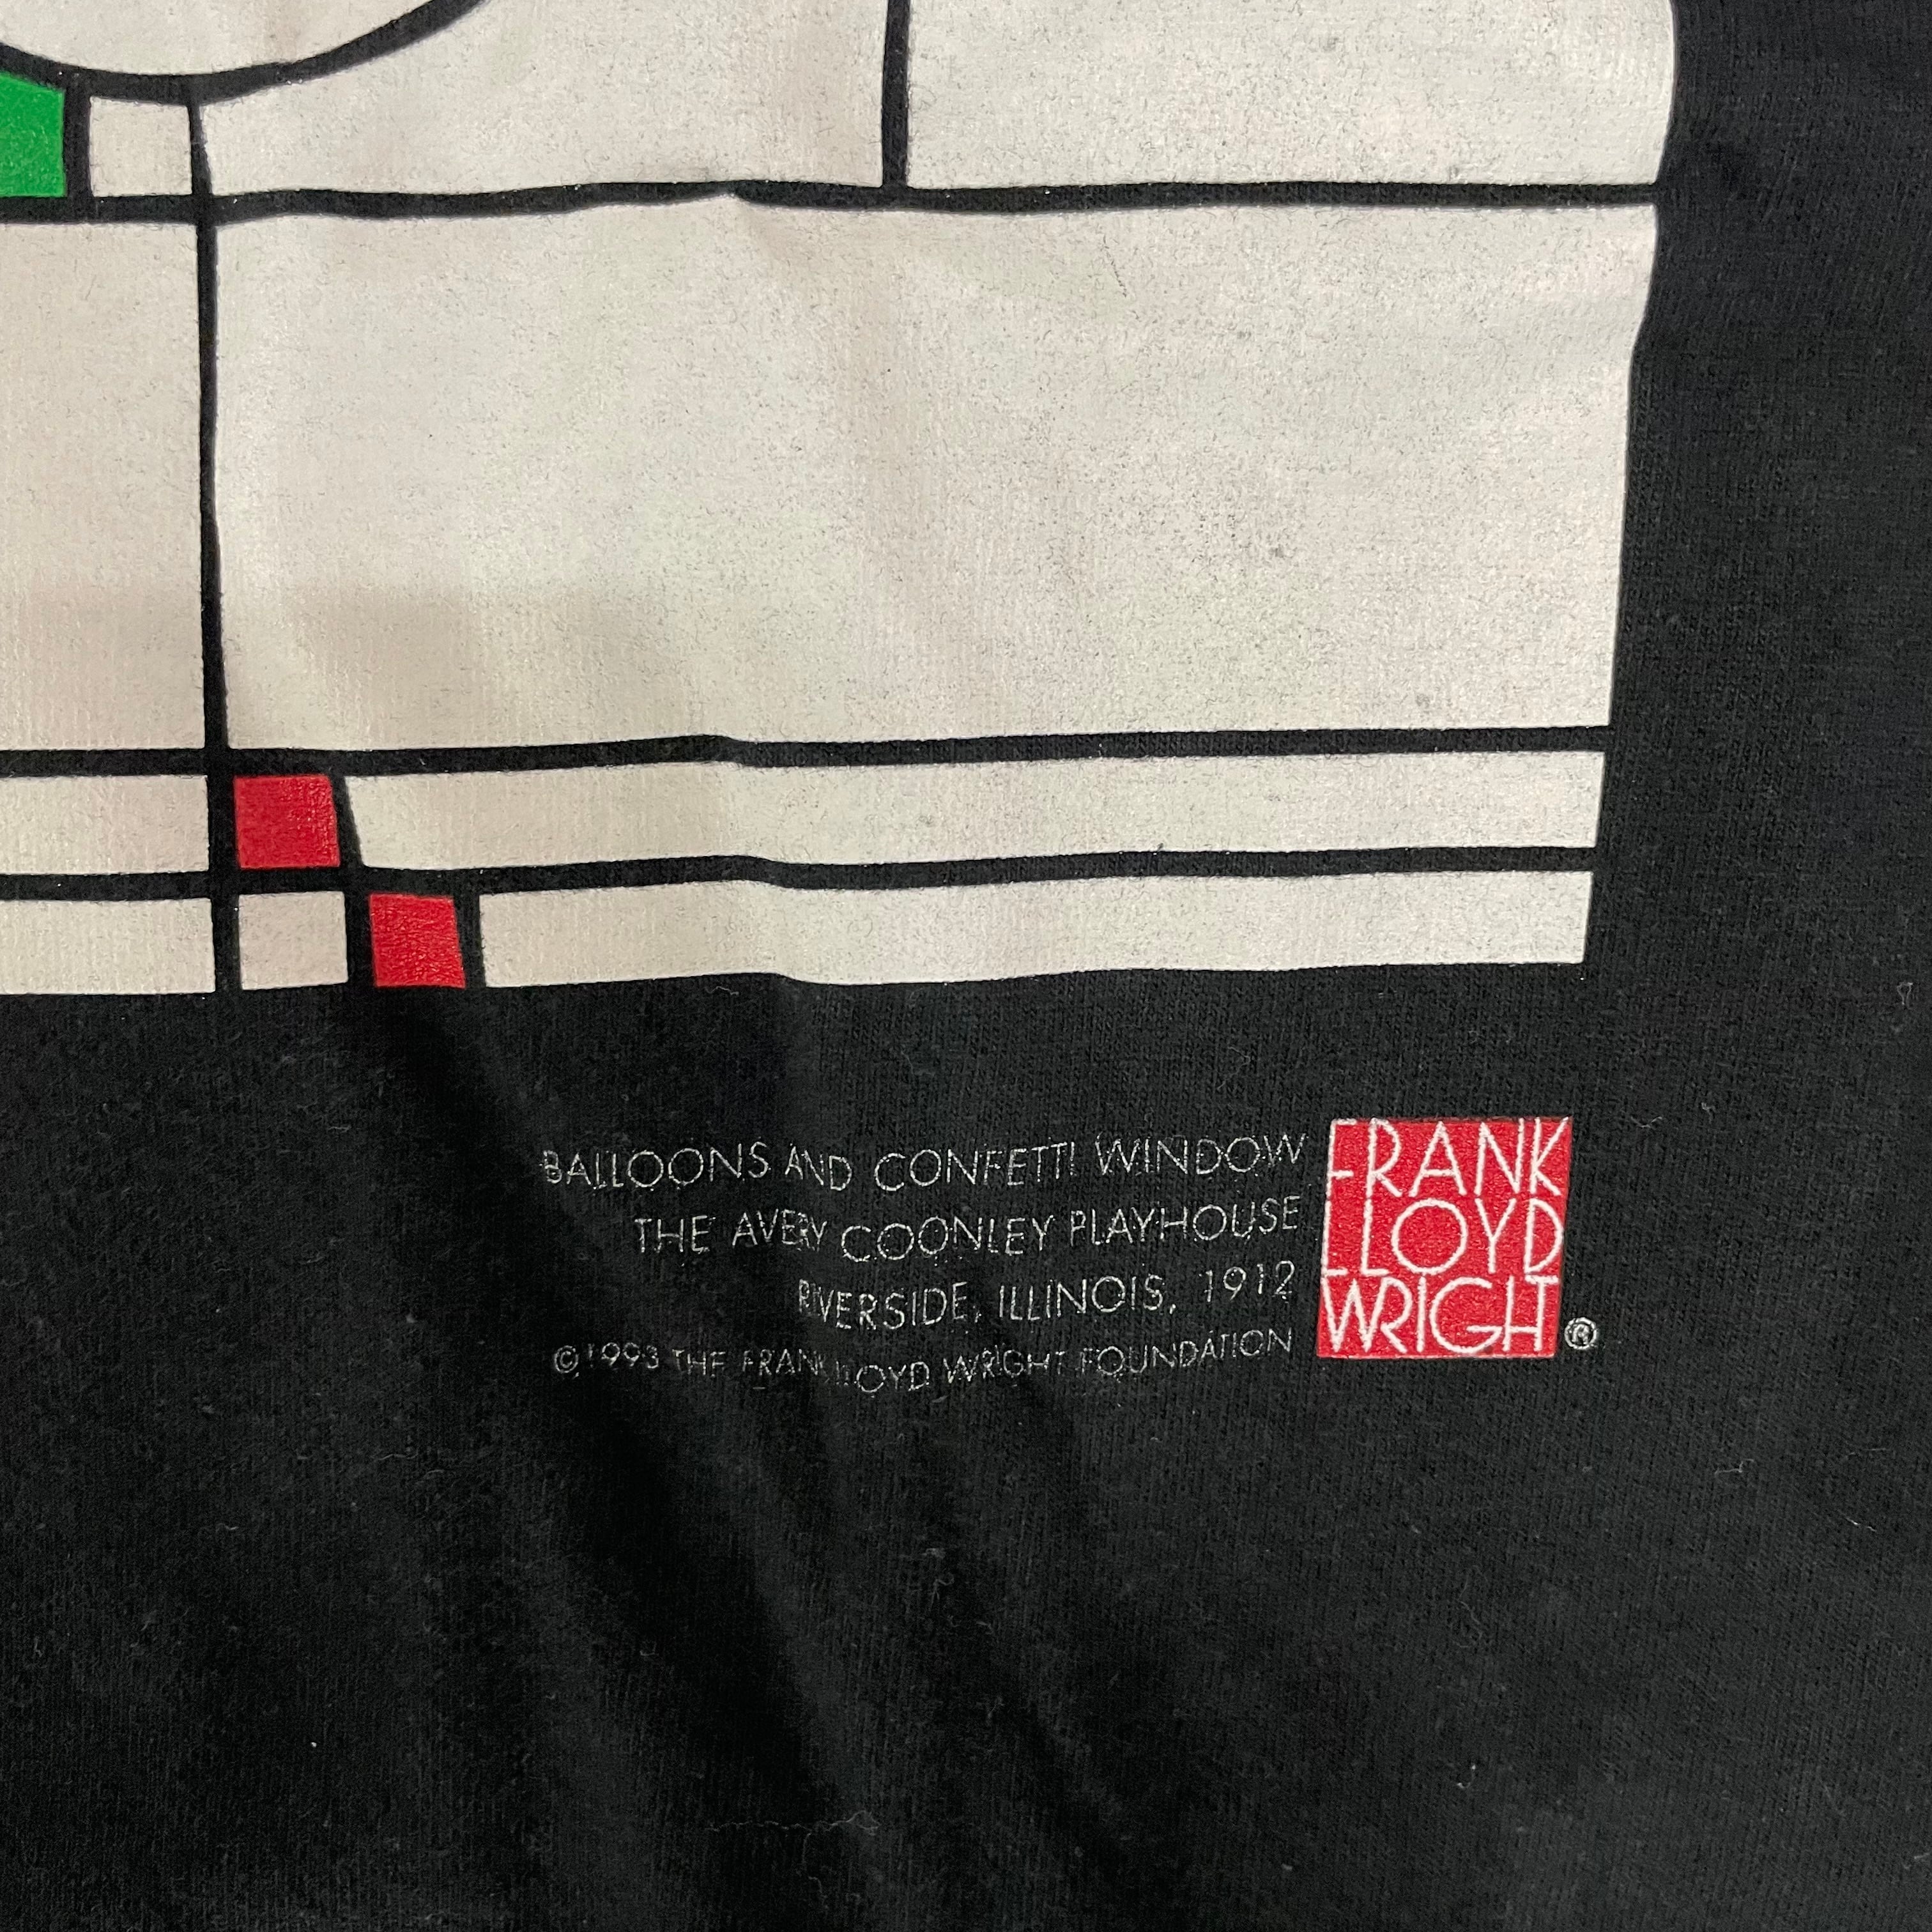 BALLOONS AND CONFETTI WINDOW
THE AVERY COONLEY PLAYHOUSE
RIVERSIDE, ILLINOIS, 1912
©1993 THE FRANK LLOYD WRIGHT FOUNDATION
FRANK
LLOYD
WRIGHT®